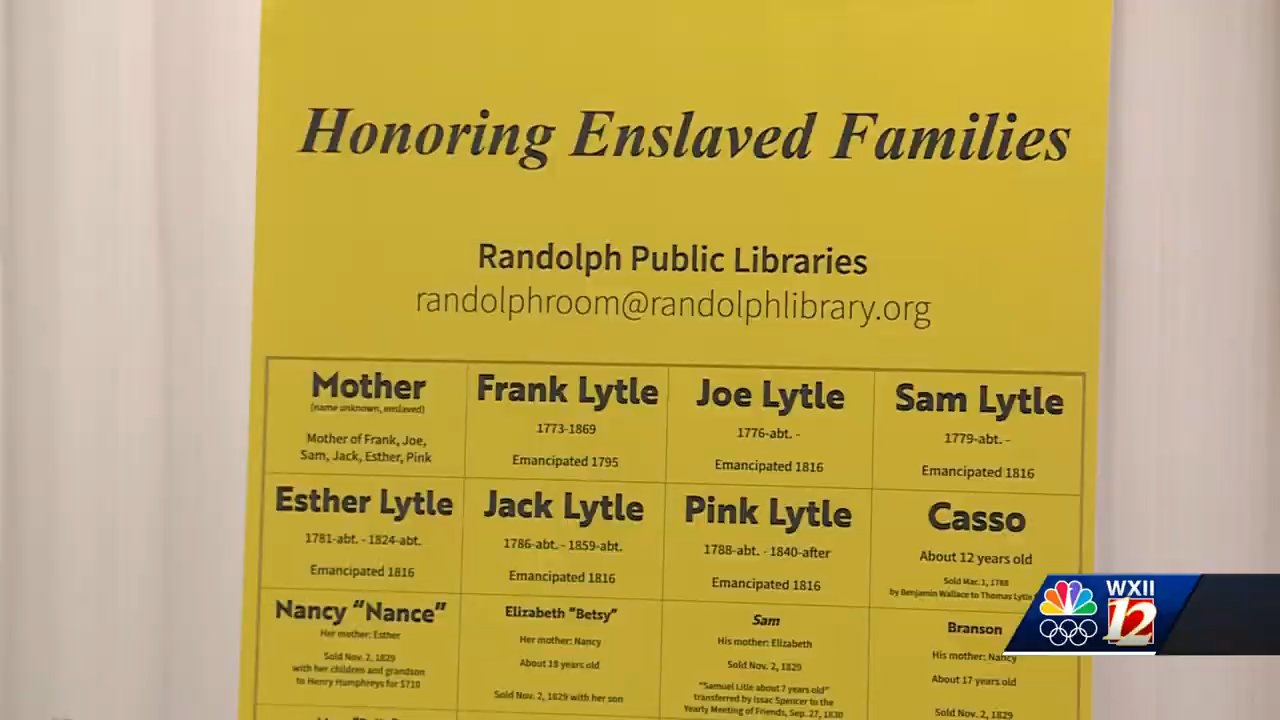 Honoring Enslaved Families
Randolph Public Libraries
randolphroom@randolphlibrary.org
Mother
(name unknown, enslaved)
Mother of Frank, Joe,
Sam, Jack, Esther, Pink
Frank Lytle
1773-1869
Emancipated 1795
Joe Lytle
1776-abt. -
Emancipated 1816
Sam Lytle
1779-abt. -
Emancipated 1816
Esther Lytle
1781-abt. - 1824-abt.
Emancipated 1816
Jack Lytle
1786-abt. - 1859-abt.
Emancipated 1816
Pink Lytle
1788-abt. - 1840-after
Emancipated 1816
Casso
About 12 years old
Sold Mar. 1, 1788
by Benjamin Wallace to Thomas
Nancy “Nance”
Her mother: Esther
Sold Nov. 2, 1829
with her children and grandson
to Henry Humphreys for $710
Elizabeth “Betsy”
Her mother: Nancy
About 18 years old
Sold Nov. 2, 1829 with her son
Sam
His mother: Elizabeth
Sold Nov. 2, 1829
"Samuel Litle about 7 years old"
transferred by Issac Spencer to the
Yearly Meeting of Friends, Sep. 27, 1830
Branson
His mother: Nancy
About 17 years old
Sold Nov. 2, 1829
WXII
12